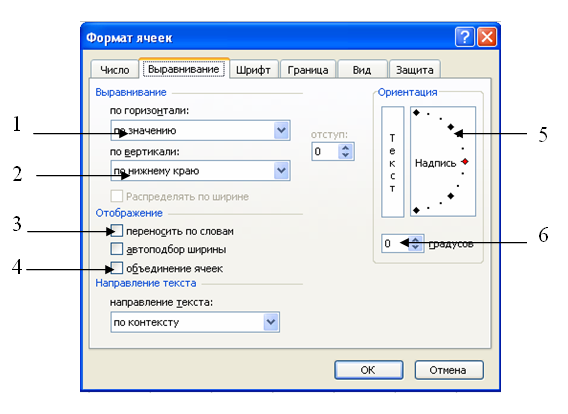 Формат ячеек
Число Выравнивание Шрифт Граница Вид Защита
Выравнивание
по горизонтали:
1
по значению
отступ:
0
по вертикали:
2
по нижнему краю
Распределять по ширине
Отображение
3
переносить по словам
автоподбор ширины
4
объединение ячеек
Направление текста
направление текста:
по контексту
Ориентация
Текст
Надпись
5
0 градусов
6
ОК Отмена